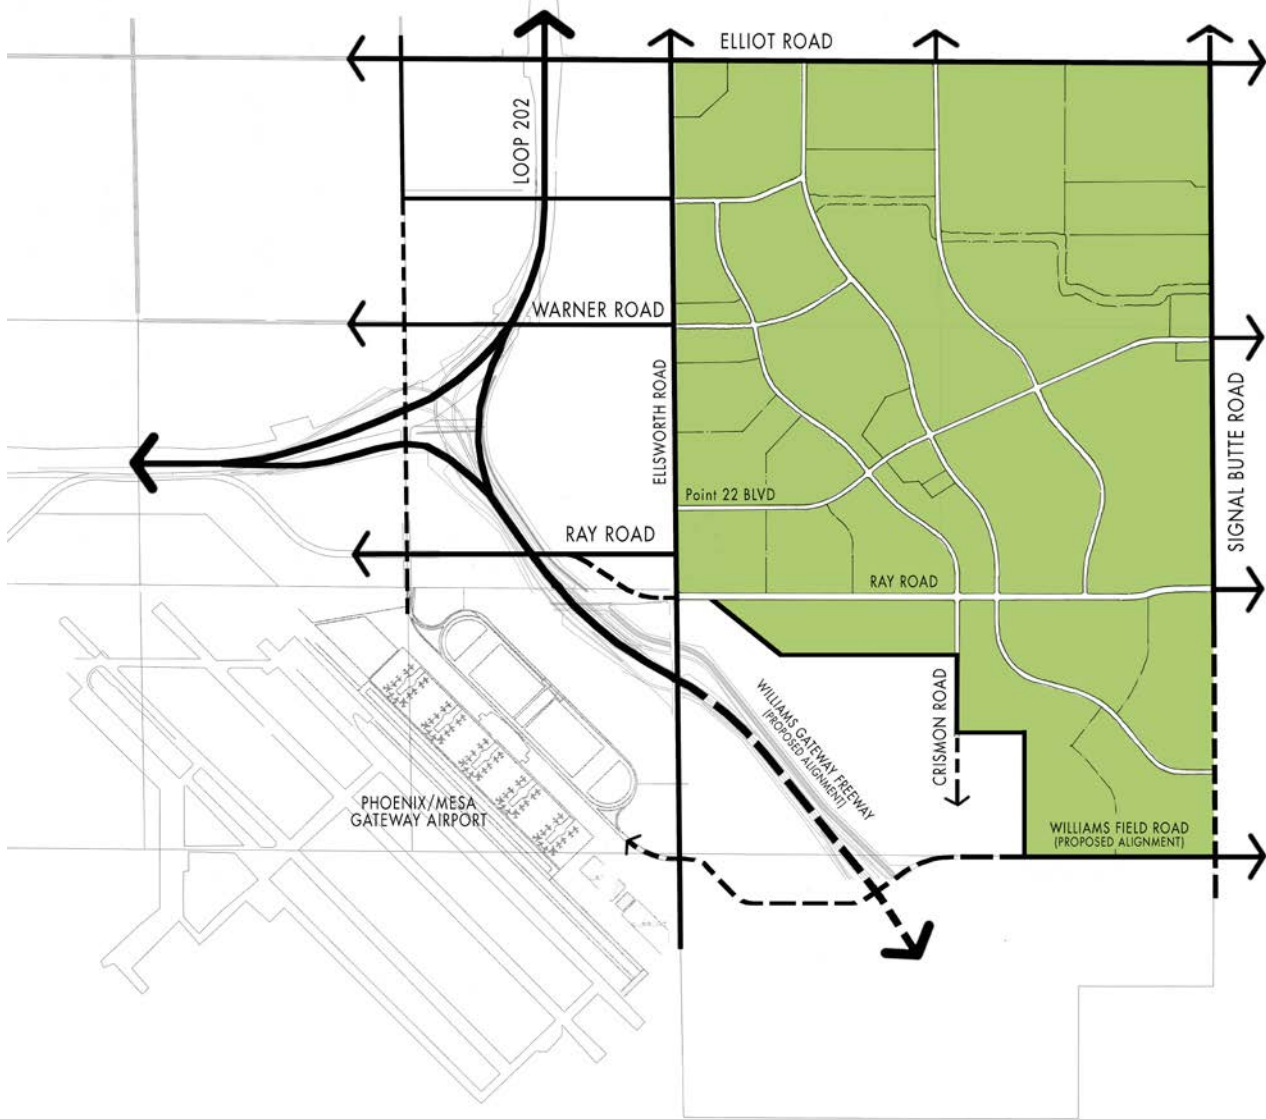 ELLIOT ROAD
LOOP 202
WARNER ROAD
ELLSWORTH ROAD
SIGNAL BUTTE ROAD
Point 22 BLVD
RAY ROAD
RAY ROAD
CRISMON ROAD
WILLIAMS GATEWAY FREEWAY
(PROPOSED ALIGNMENT)
PHOENIX/MESA
GATEWAY AIRPORT
WILLIAMS FIELD ROAD
(PROPOSED ALIGNMENT)